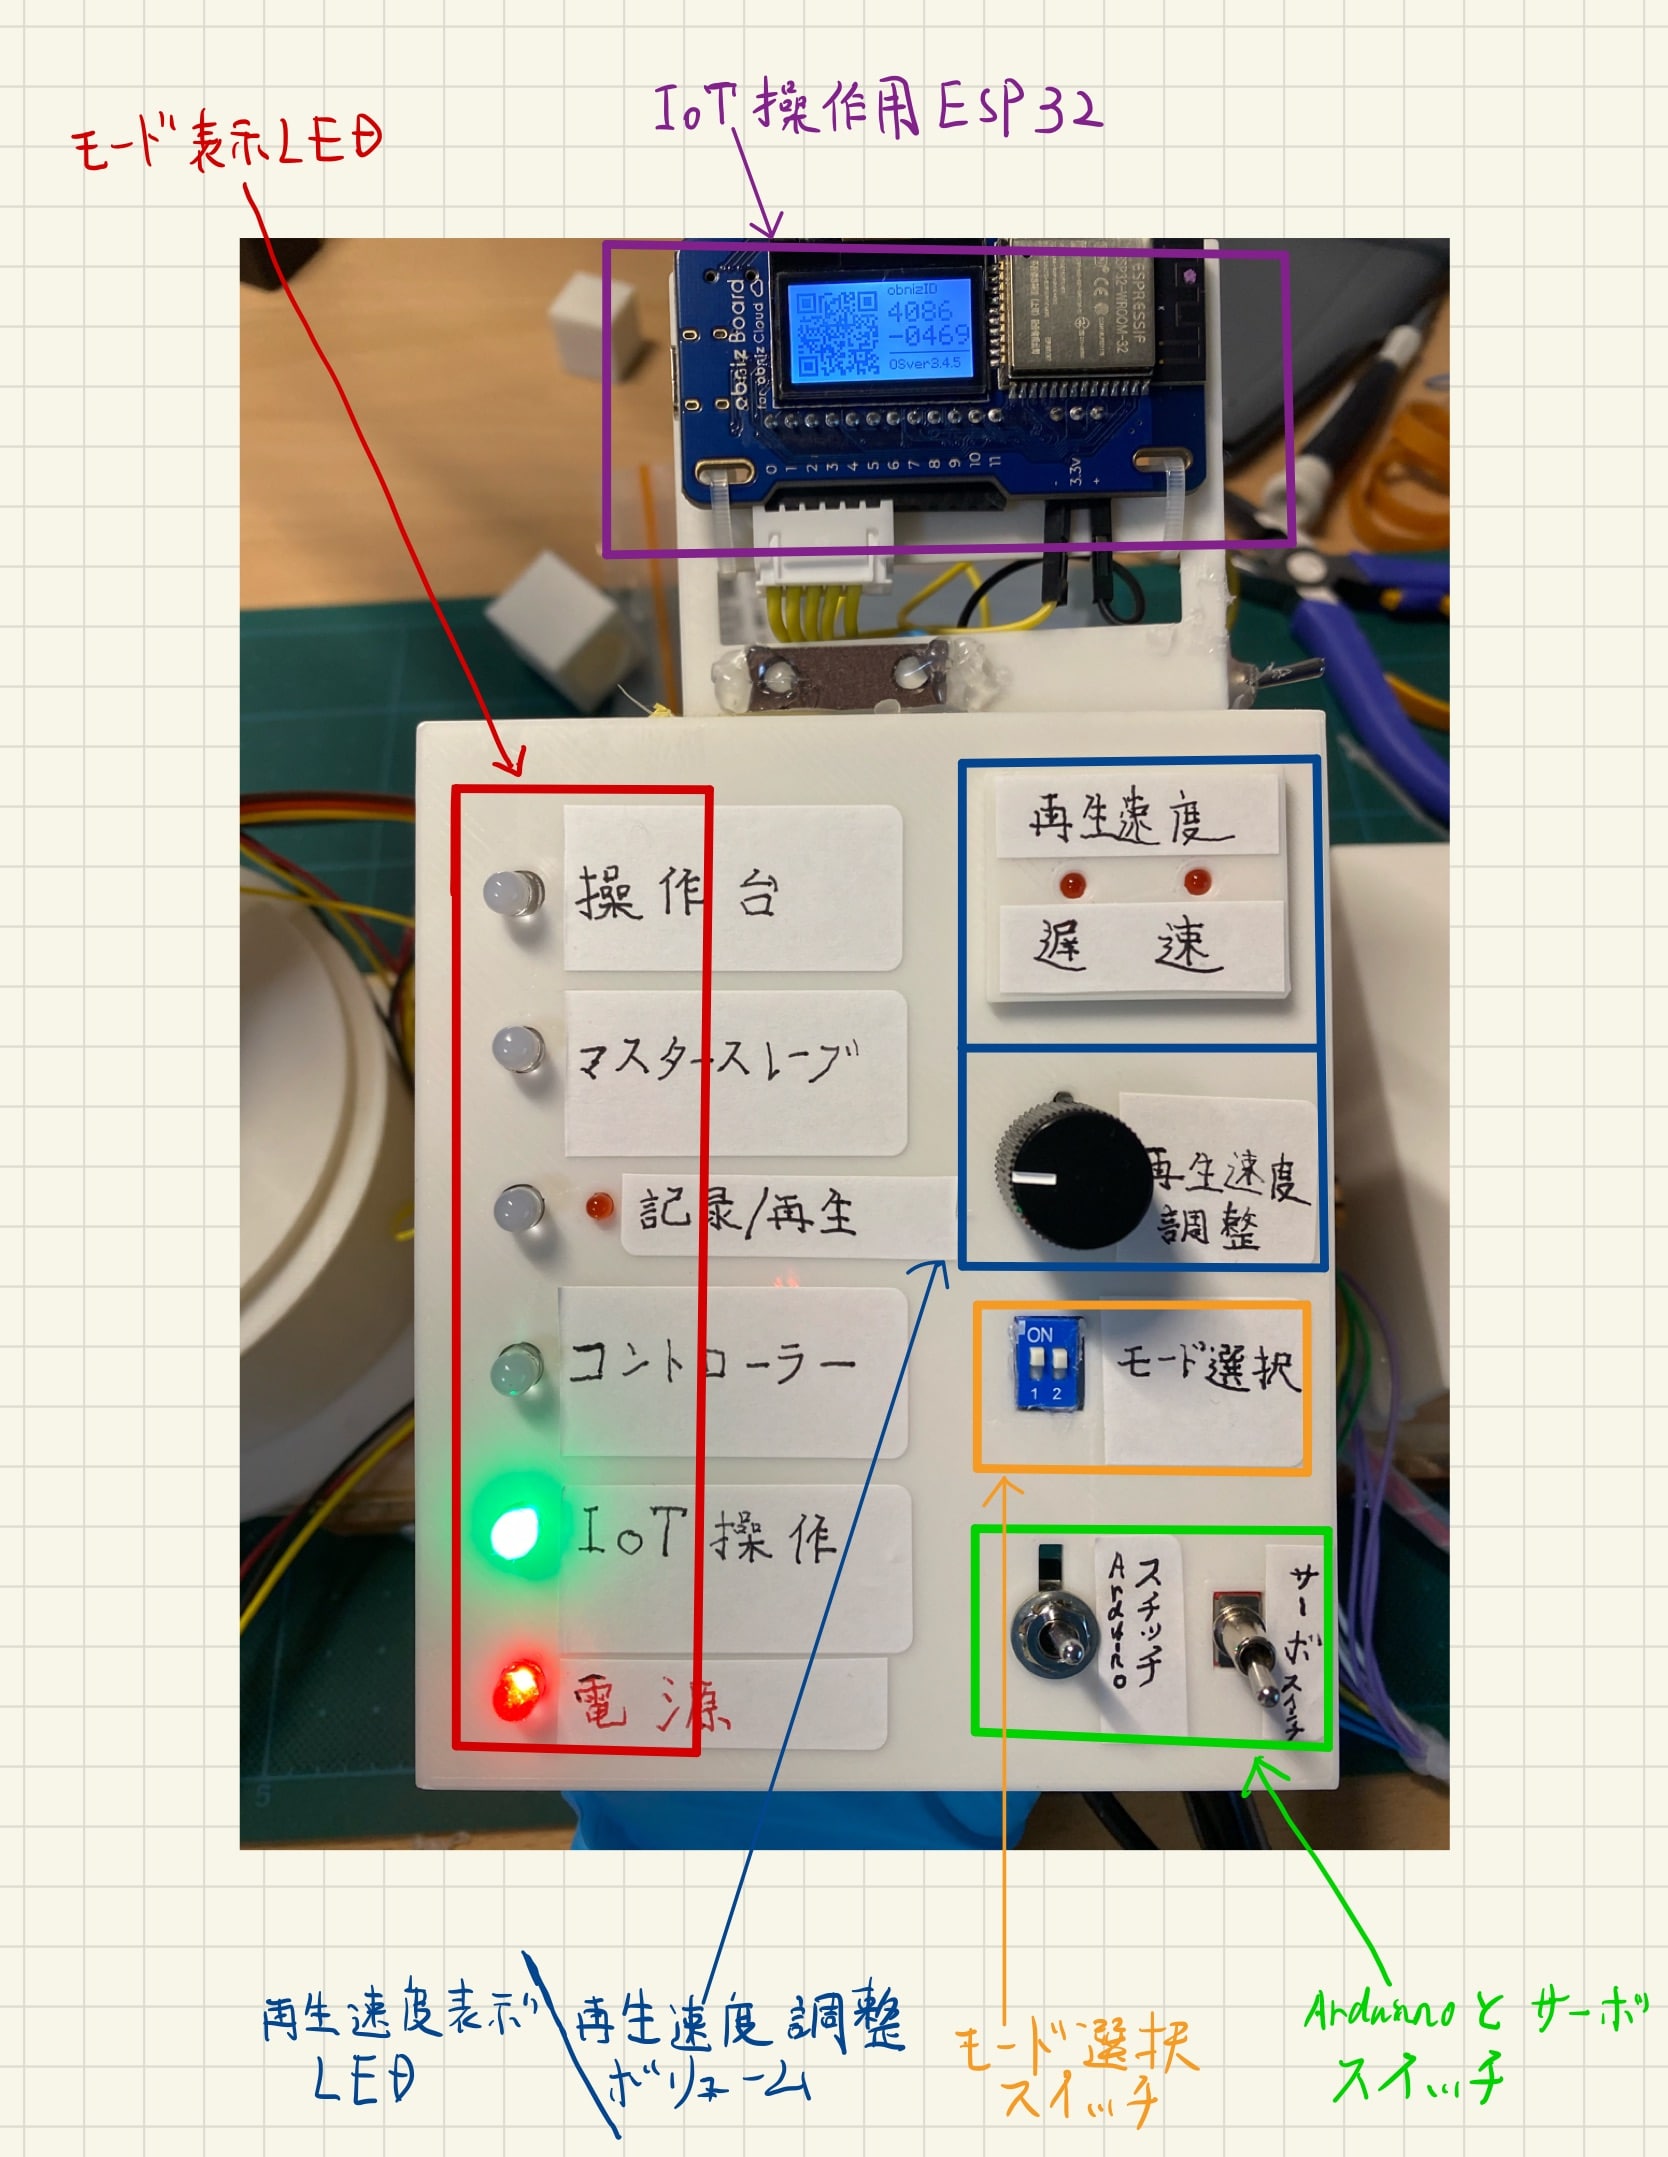 IoT操作用ESP32
モード表示LED
obniz Board
for obniz Cloud
obnizID
4086
-0469
OSver3.4.5
ESPRESSIF
ESP32-WROOM-32
0 1 2 3 4 5 6 7 8 9 10 11 - 3.3v +
操作台
マスタースレーブ
記録/再生
コントローラー
IoT操作
電源
再生速度
遅 速
再生速度
調整
ON
1 2
モード選択
Arduino
スチッチ
サーボスイッチ
再生速度表示
LED
再生速度調整
ボリューム
モード選択
スイッチ
Arduinoとサーボ
スイッチ